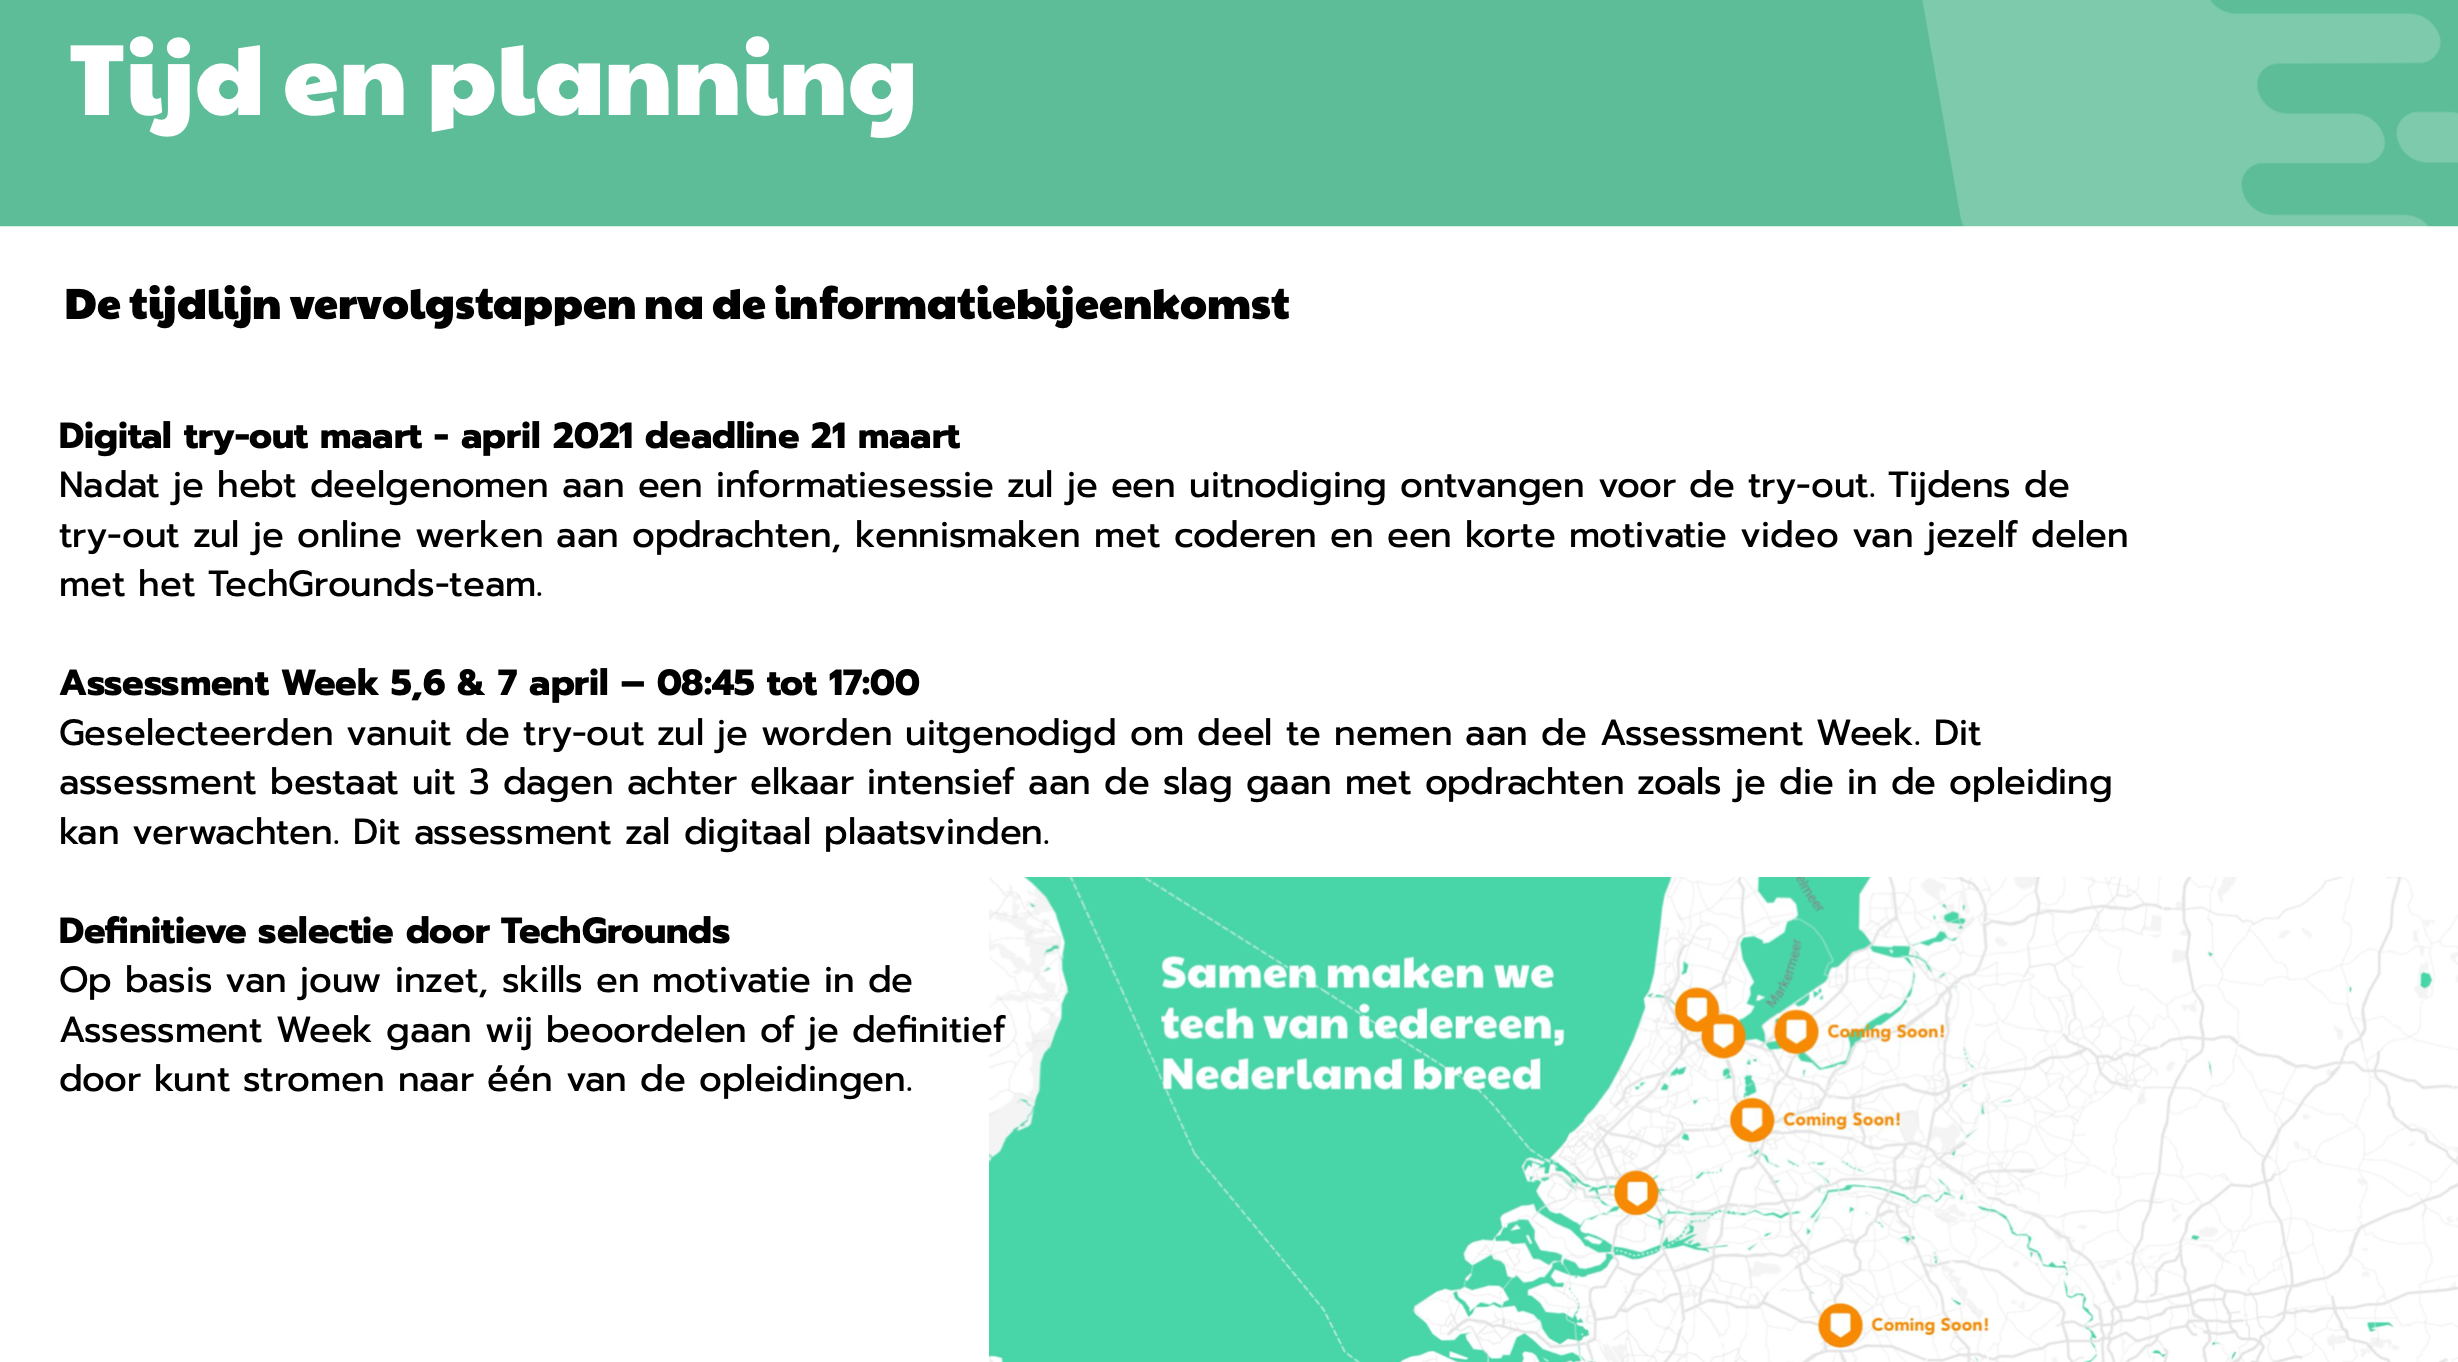 Tijd en planning
De tijdlijn vervolgstappen na de informatiebijeenkomst
Digital try-out maart - april 2021 deadline 21 maart
Nadat je hebt deelgenomen aan een informatiesessie zul je een uitnodiging ontvangen voor de try-out. Tijdens de
try-out zul je online werken aan opdrachten, kennismaken met coderen en een korte motivatie video van jezelf delen
met het TechGrounds-team.
Assessment Week 5,6 & 7 april – 08:45 tot 17:00
Geselecteerden vanuit de try-out zul je worden uitgenodigd om deel te nemen aan de Assessment Week. Dit
assessment bestaat uit 3 dagen achter elkaar intensief aan de slag gaan met opdrachten zoals je die in de opleiding
kan verwachten. Dit assessment zal digitaal plaatsvinden.
Definitieve selectie door TechGrounds
Op basis van jouw inzet, skills en motivatie in de
Assessment Week gaan wij beoordelen of je definitief
door kunt stromen naar één van de opleidingen.
Samen maken we
tech van iedereen,
Nederland breed
Markermeer
Coming Soon!
Coming Soon!
Coming Soon!